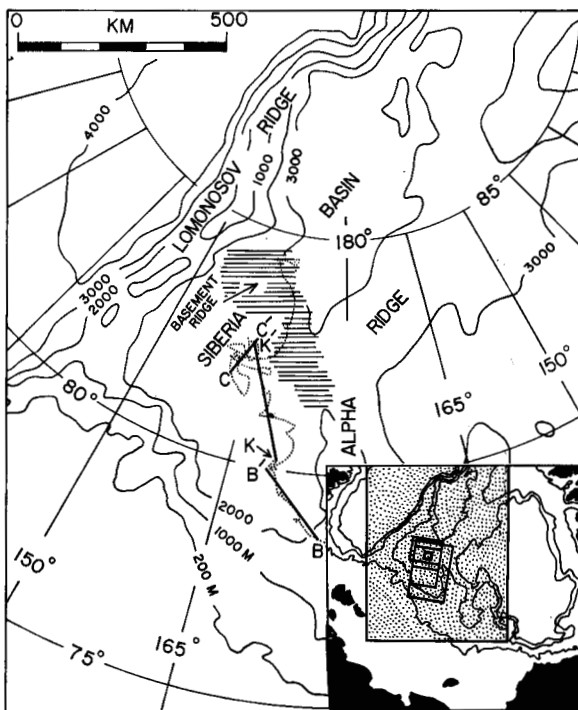 0 KM 500
4000
RIDGE
1000
3000
LOMONOSOV
BASIN
85°
180°
3000
3000
2000
BASEMENT
RIDGE
RIDGE
SIBERIA
C'
K'
C
150°
165°
80°
ALPHA
K
B'
2000
1000 M
B
200 M
150°
165°
75°